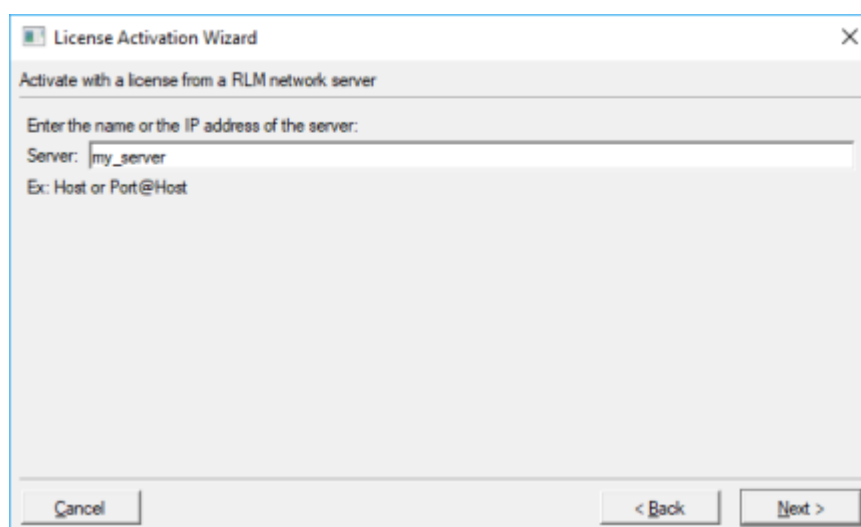 License Activation Wizard
Activate with a license from a RLM network server
Enter the name or the IP address of the server:
Server: my_server
Ex: Host or Port@Host
Cancel < Back Next >